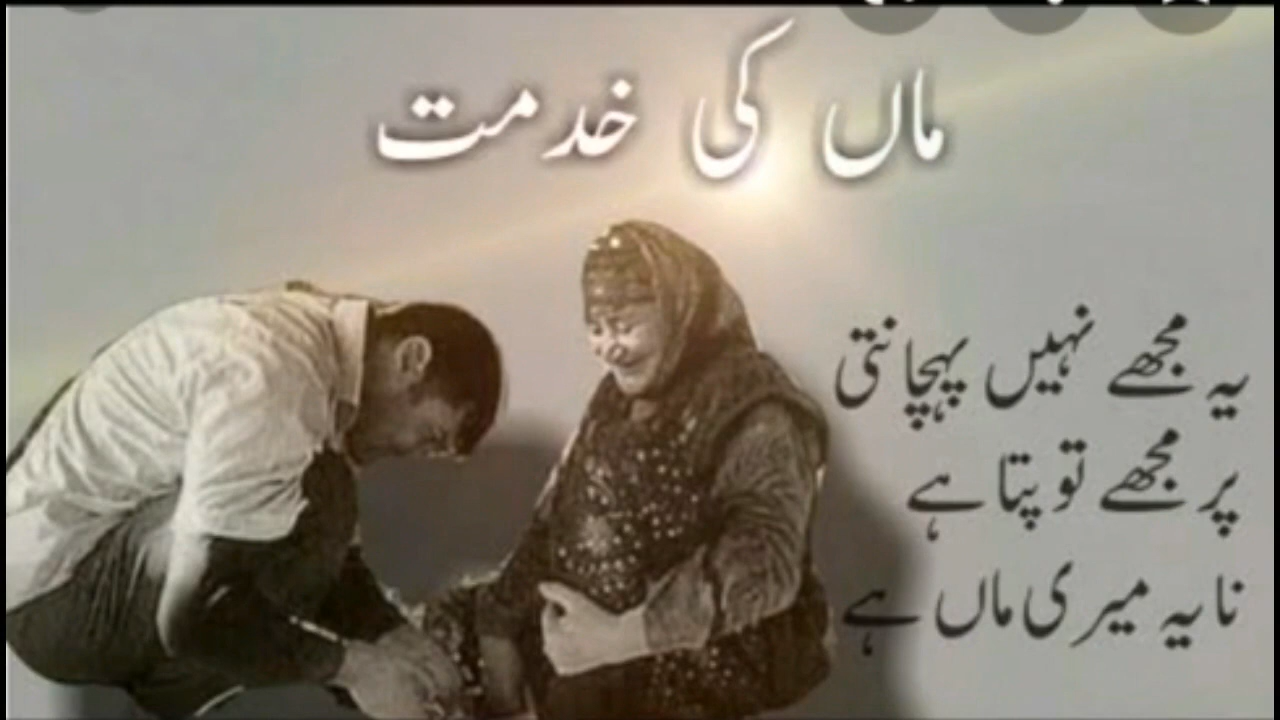 ماں کی خدمت
یہ مجھے نہیں پہچانتی
پر مجھے تو پتا ہے
نا یہ میری ماں ہے